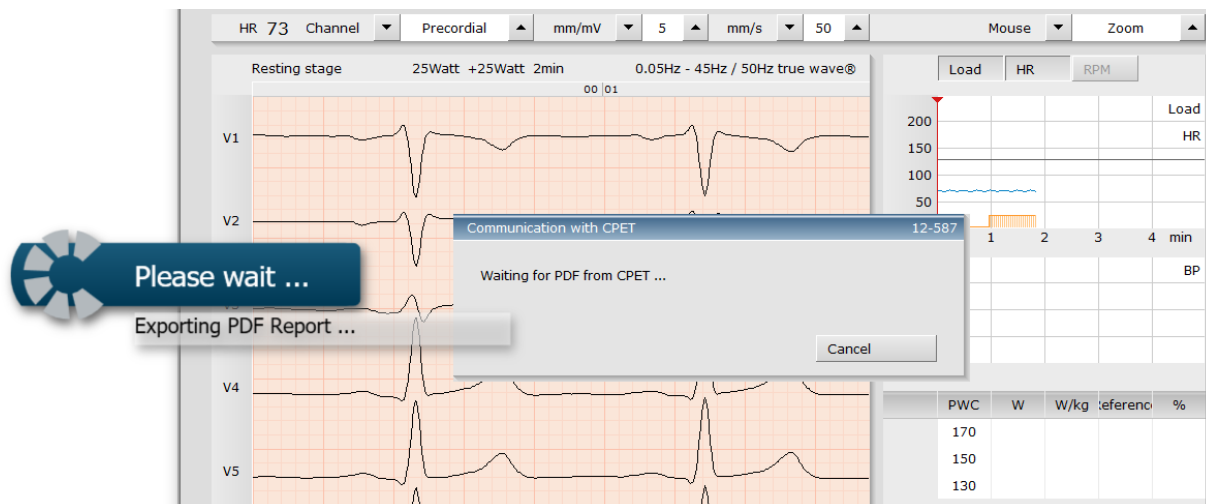 HR 73 Channel Precordial mm/mV 5 mm/s 50 Mouse Zoom
Resting stage 25Watt +25Watt 2min 0.05Hz - 45Hz / 50Hz true wave®
Load HR RPM
00 01
Load
200
V1
HR
150
100
50
V2
Communication with CPET 12-587
1 2 3 4 min
Waiting for PDF from CPET ...
BP
Please wait ...
Exporting PDF Report ...
Cancel
V4
PWC W W/kg %
170
150
V5
130